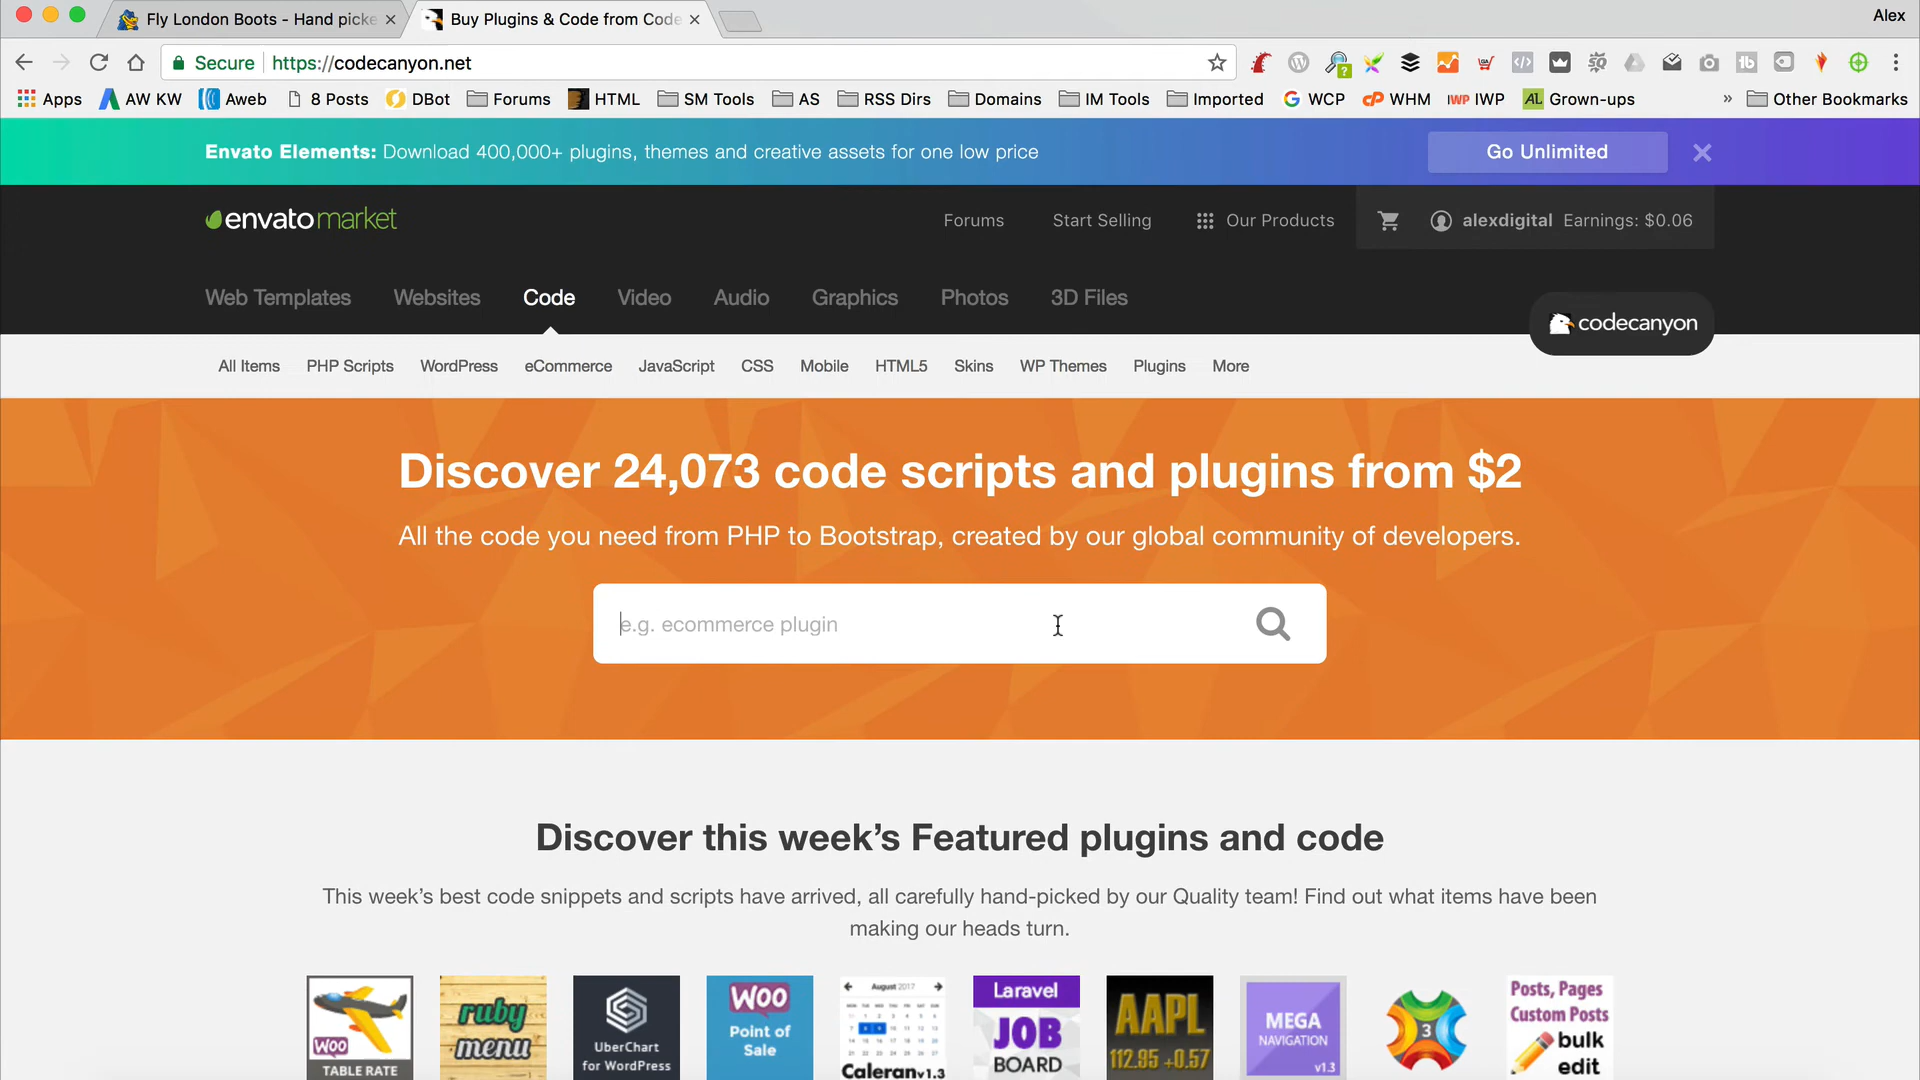 Fly London Boots - Hand picke
Buy Plugins & Code from Code
Alex
Secure
https://codecanyon.net
Apps
AW KW
Aweb
8 Posts
DBot
Forums
HTML
SM Tools
AS
RSS Dirs
Domains
IM Tools
Imported
WCP
WHM
IWP IWP
AL Grown-ups
» Other Bookmarks
Envato Elements: Download 400,000+ plugins, themes and creative assets for one low price
Go Unlimited
envatomarket
Forums
Start Selling
Our Products
alexdigital Earnings: $0.06
Web Templates
Websites
Code
Video
Audio
Graphics
Photos
3D Files
codecanyon
All Items
PHP Scripts
WordPress
eCommerce
JavaScript
CSS
Mobile
HTML5
Skins
WP Themes
Plugins
More
Discover 24,073 code scripts and plugins from $2
All the code you need from PHP to Bootstrap, created by our global community of developers.
e.g. ecommerce plugin
Discover this week's Featured plugins and code
This week's best code snippets and scripts have arrived, all carefully hand-picked by our Quality team! Find out what items have been
making our heads turn.
WOO
TABLE RATE
ruby
menu
UberChart
for WordPress
WOO
Point of
Sale
August 2017
Caleran v1.3
Laravel
JOB
BOARD
AAPL
112.95 +0.57
MEGA
NAVIGATION
v1.3
3
Posts, Pages
Custom Posts
bulk
edit